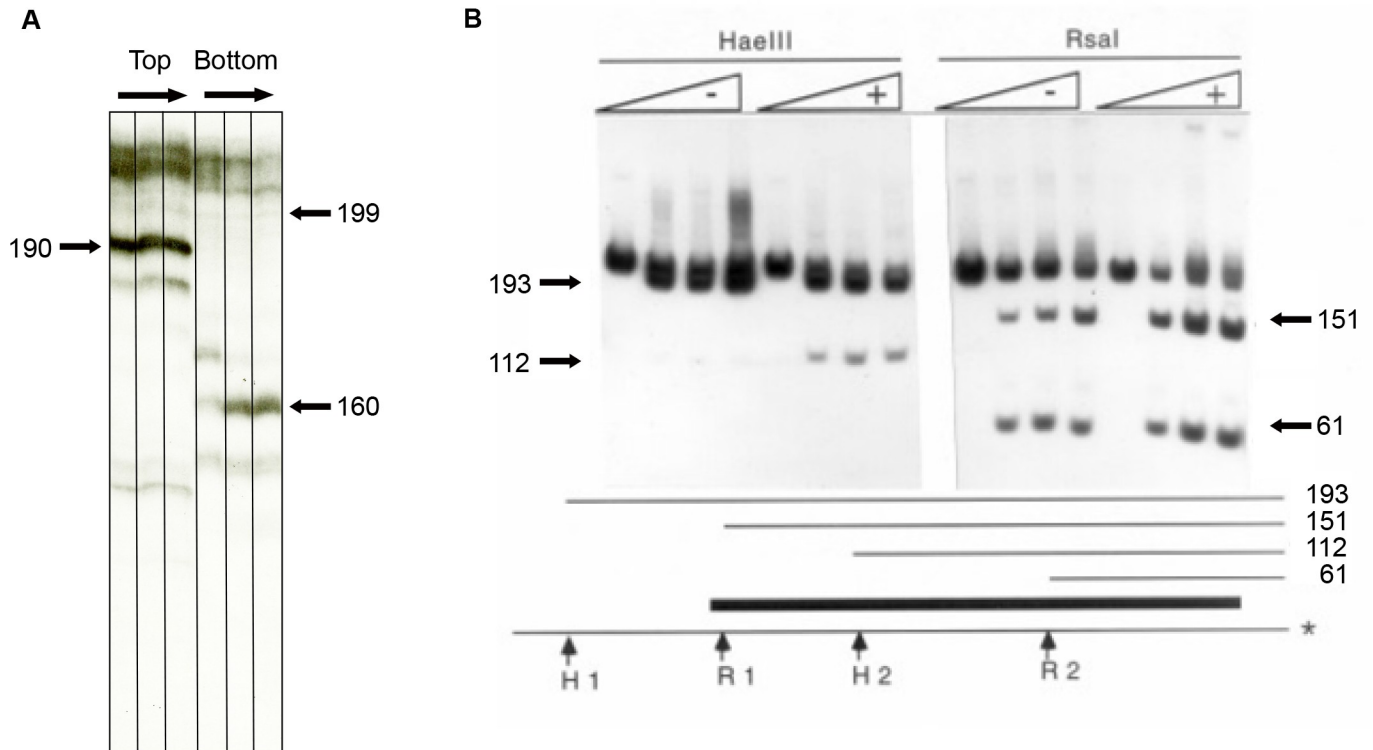 A
Top Bottom
199
190
160
B
HaeIII RsaI
- + - +
193
112
151
61
193
151
112
61
*
H 1 R 1 H 2 R 2